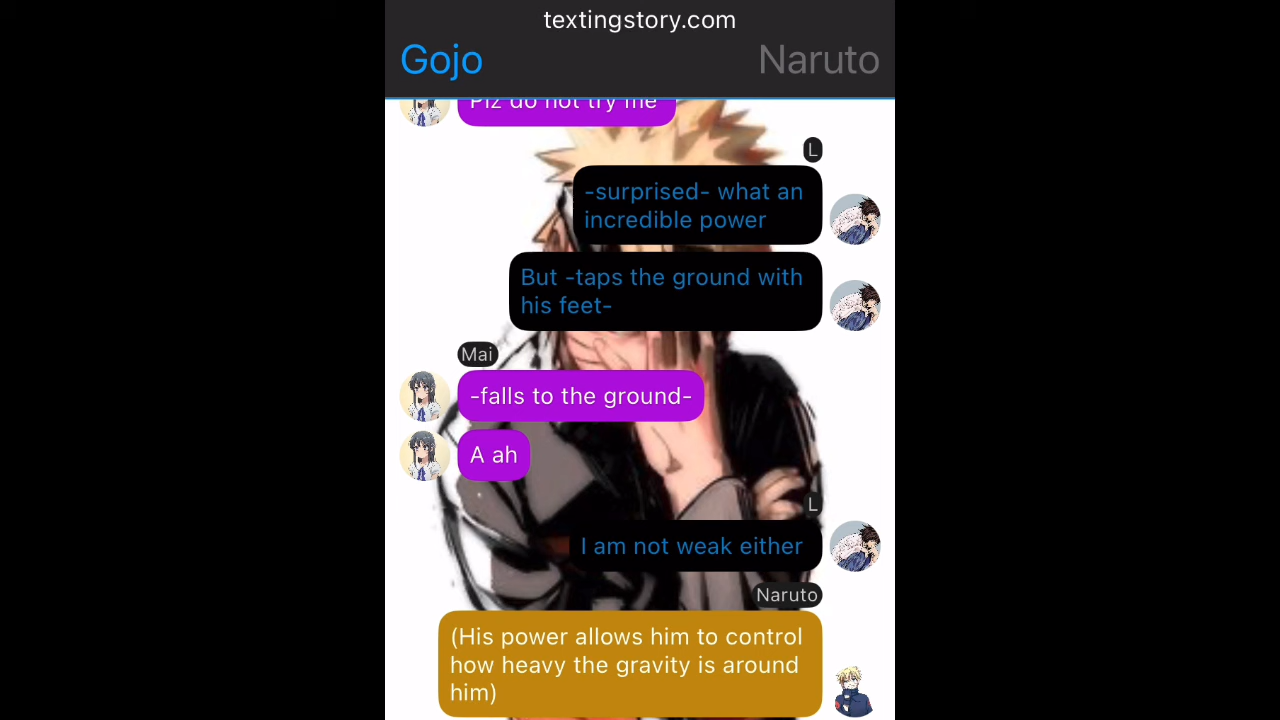 textingstory.com
Gojo
Naruto
Plz do not try me
L
-surprised- what an
incredible power
But -taps the ground with
his feet-
Mai
-falls to the ground-
A ah
L
I am not weak either
Naruto
(His power allows him to control
how heavy the gravity is around
him)